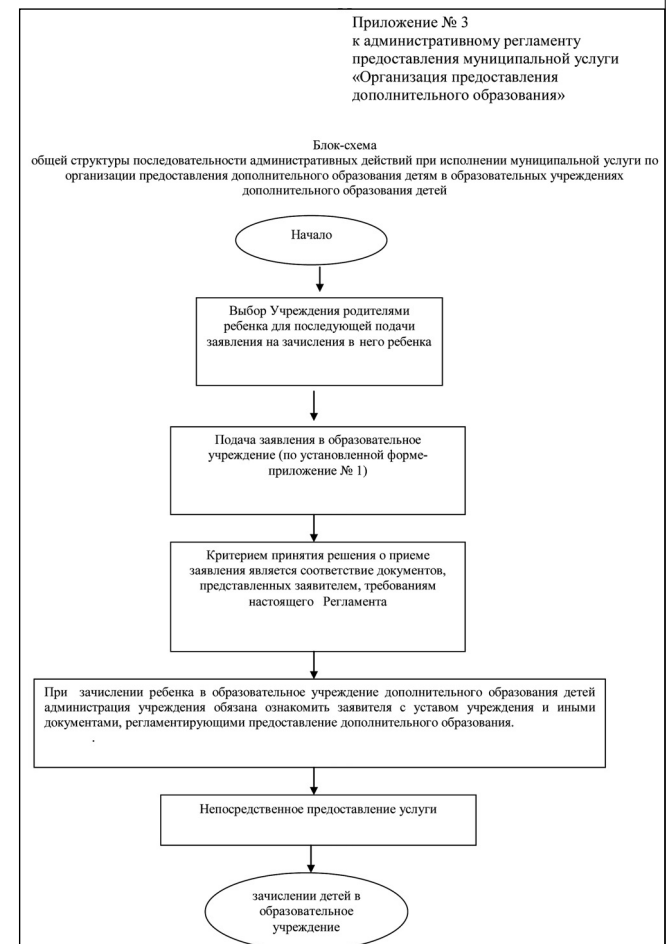 Приложение № 3
к административному регламенту
предоставления муниципальной услуги
«Организация предоставления
дополнительного образования»
Блок-схема
общей структуры последовательности административных действий при исполнении муниципальной услуги по
организации предоставления дополнительного образования детям в образовательных учреждениях
дополнительного образования детей
Начало
Выбор Учреждения родителями
ребенка для последующей подачи
заявления на зачисления в него ребенка
Подача заявления в образовательное
учреждение (по установленной форме-
приложение № 1)
Критерием принятия решения о приеме
заявления является соответствие документов,
представленных заявителем, требованиям
настоящего Регламента
При зачислении ребенка в образовательное учреждение дополнительного образования детей
администрация учреждения обязана ознакомить заявителя с уставом учреждения и иными
документами, регламентирующими предоставление дополнительного образования.
.
Непосредственное предоставление услуги
зачислении детей в
образовательное
учреждение